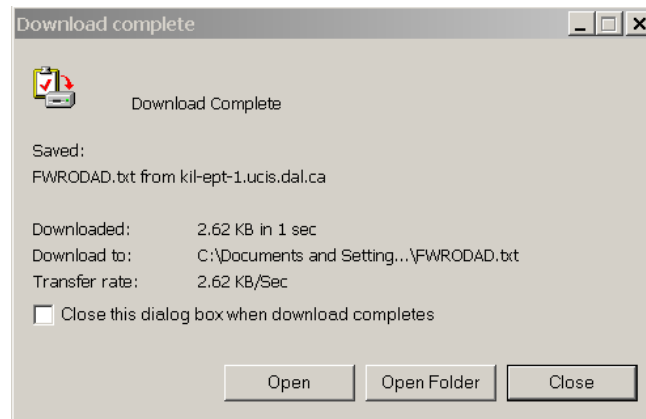 Download complete
Download Complete
Saved:
FWRODAD.txt from kil-ept-1.ucis.dal.ca
Downloaded: 2.62 KB in 1 sec
Download to: C:\Documents and Setting...\FWRODAD.txt
Transfer rate: 2.62 KB/Sec
Close this dialog box when download completes
Open Open Folder Close